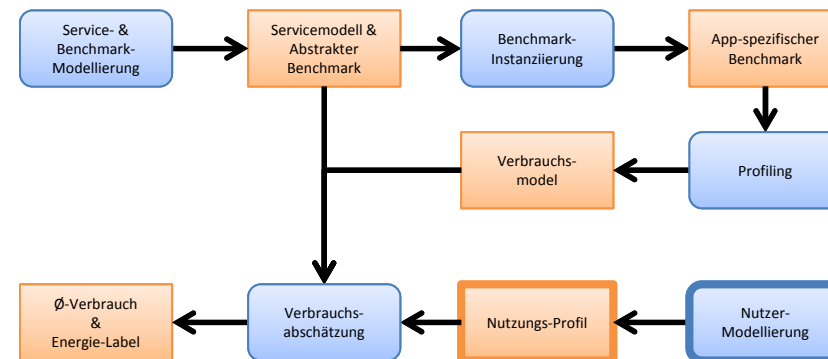 Service- &
Benchmark-
Modellierung
Servicemodell &
Abstrakter
Benchmark
Benchmark-
Instanziierung
App-spezifischer
Benchmark
Verbrauchs-
model
Profiling
Ø-Verbrauch
&
Energie-Label
Verbrauchs-
abschätzung
Nutzungs-Profil
Nutzer-
Modellierung